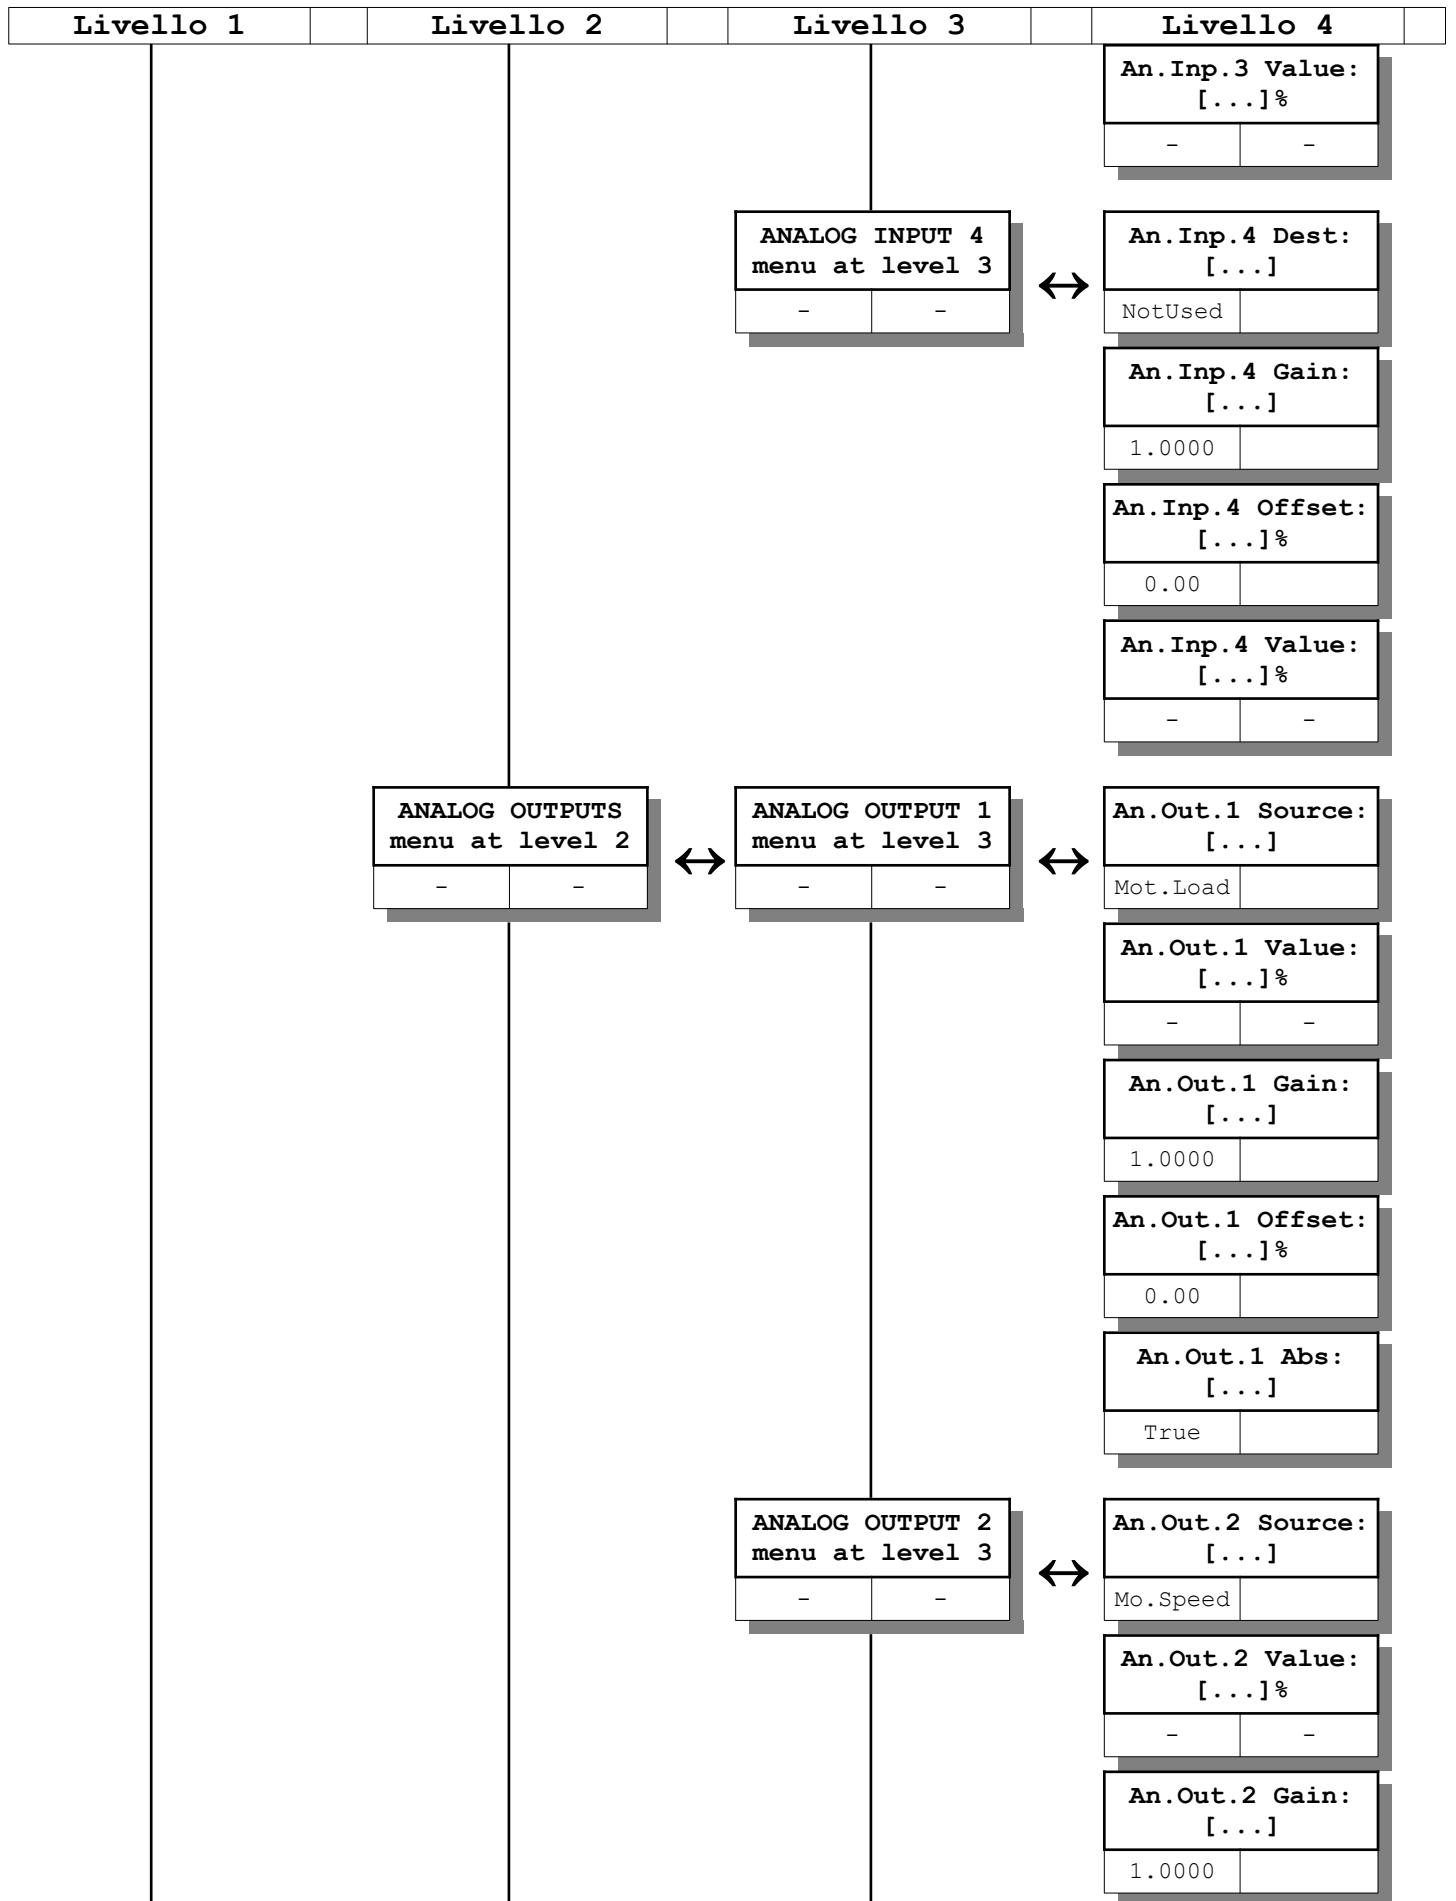 Livello 1 Livello 2 Livello 3 Livello 4
An.Inp.3 Value:
[...]%
- -
ANALOG INPUT 4
menu at level 3
- -
An.Inp.4 Dest:
[...]
NotUsed
An.Inp.4 Gain:
[...]
1.0000
An.Inp.4 Offset:
[...]%
0.00
An.Inp.4 Value:
[...]%
- -
ANALOG OUTPUTS
menu at level 2
- -
ANALOG OUTPUT 1
menu at level 3
- -
An.Out.1 Source:
[...]
Mot.Load
An.Out.1 Value:
[...]%
- -
An.Out.1 Gain:
[...]
1.0000
An.Out.1 Offset:
[...]%
0.00
An.Out.1 Abs:
[...]
True
ANALOG OUTPUT 2
menu at level 3
- -
An.Out.2 Source:
[...]
Mo.Speed
An.Out.2 Value:
[...]%
- -
An.Out.2 Gain:
[...]
1.0000